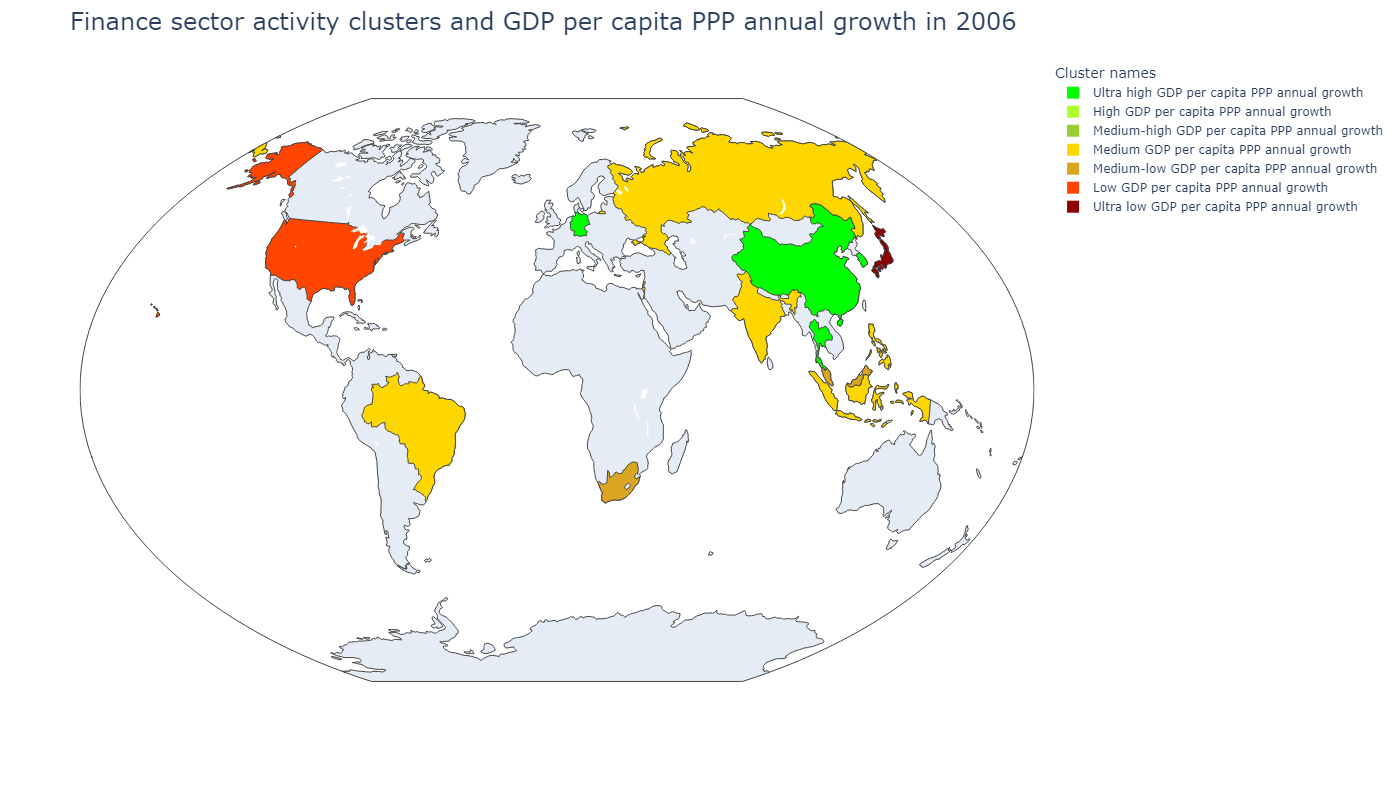 Finance sector activity clusters and GDP per capita PPP annual growth in 2006
Cluster names
Ultra high GDP per capita PPP annual growth
High GDP per capita PPP annual growth
Medium-high GDP per capita PPP annual growth
Medium GDP per capita PPP annual growth
Medium-low GDP per capita PPP annual growth
Low GDP per capita PPP annual growth
Ultra low GDP per capita PPP annual growth